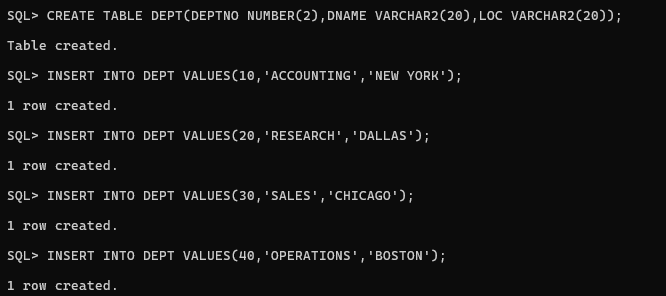 SQL> CREATE TABLE DEPT(DEPTNO NUMBER(2),DNAME VARCHAR2(20),LOC VARCHAR2(20));
Table created.
SQL> INSERT INTO DEPT VALUES(10,'ACCOUNTING','NEW YORK');
1 row created.
SQL> INSERT INTO DEPT VALUES(20,'RESEARCH','DALLAS');
1 row created.
SQL> INSERT INTO DEPT VALUES(30,'SALES','CHICAGO');
1 row created.
SQL> INSERT INTO DEPT VALUES(40,'OPERATIONS','BOSTON');
1 row created.